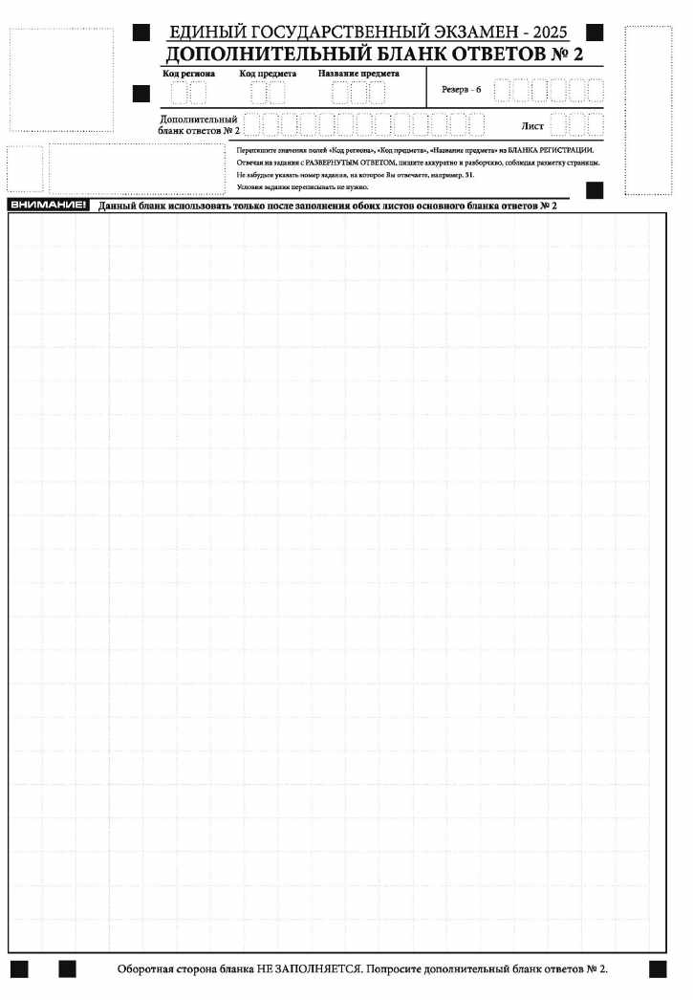 ЕДИНЫЙ ГОСУДАРСТВЕННЫЙ ЭКЗАМЕН - 2025
ДОПОЛНИТЕЛЬНЫЙ БЛАНК ОТВЕТОВ № 2
Код региона Код предмета Название предмета
Резерв - 6
Дополнительный
бланк ответов № 2
Лист
Перепишите значения полей «Код региона», «Код предмета», «Название предмета» из БЛАНКА РЕГИСТРАЦИИ.
Отвечая на задания с РАЗВЕРНУТЫМ ОТВЕТОМ, пишите аккуратно и разборчиво, соблюдая разметку страницы.
Не забудьте указать номер задания, на которое Вы отвечаете, например, 31.
Условия задания переписывать не нужно.
ВНИМАНИЕ! Данный бланк использовать только после заполнения обоих листов основного бланка ответов № 2
Оборотная сторона бланка НЕ ЗАПОЛНЯЕТСЯ. Попросите дополнительный бланк ответов № 2.